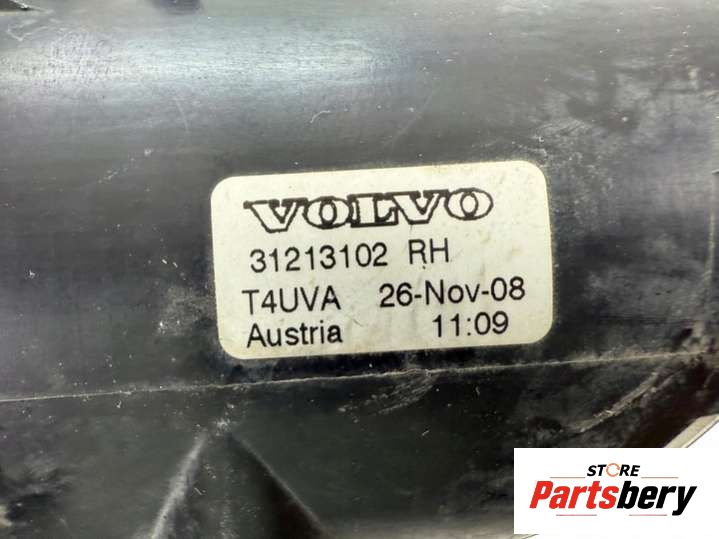 VOLVO
31213102 RH
T4UVA 26-Nov-08
Austria 11:09
STORE
Partsbery